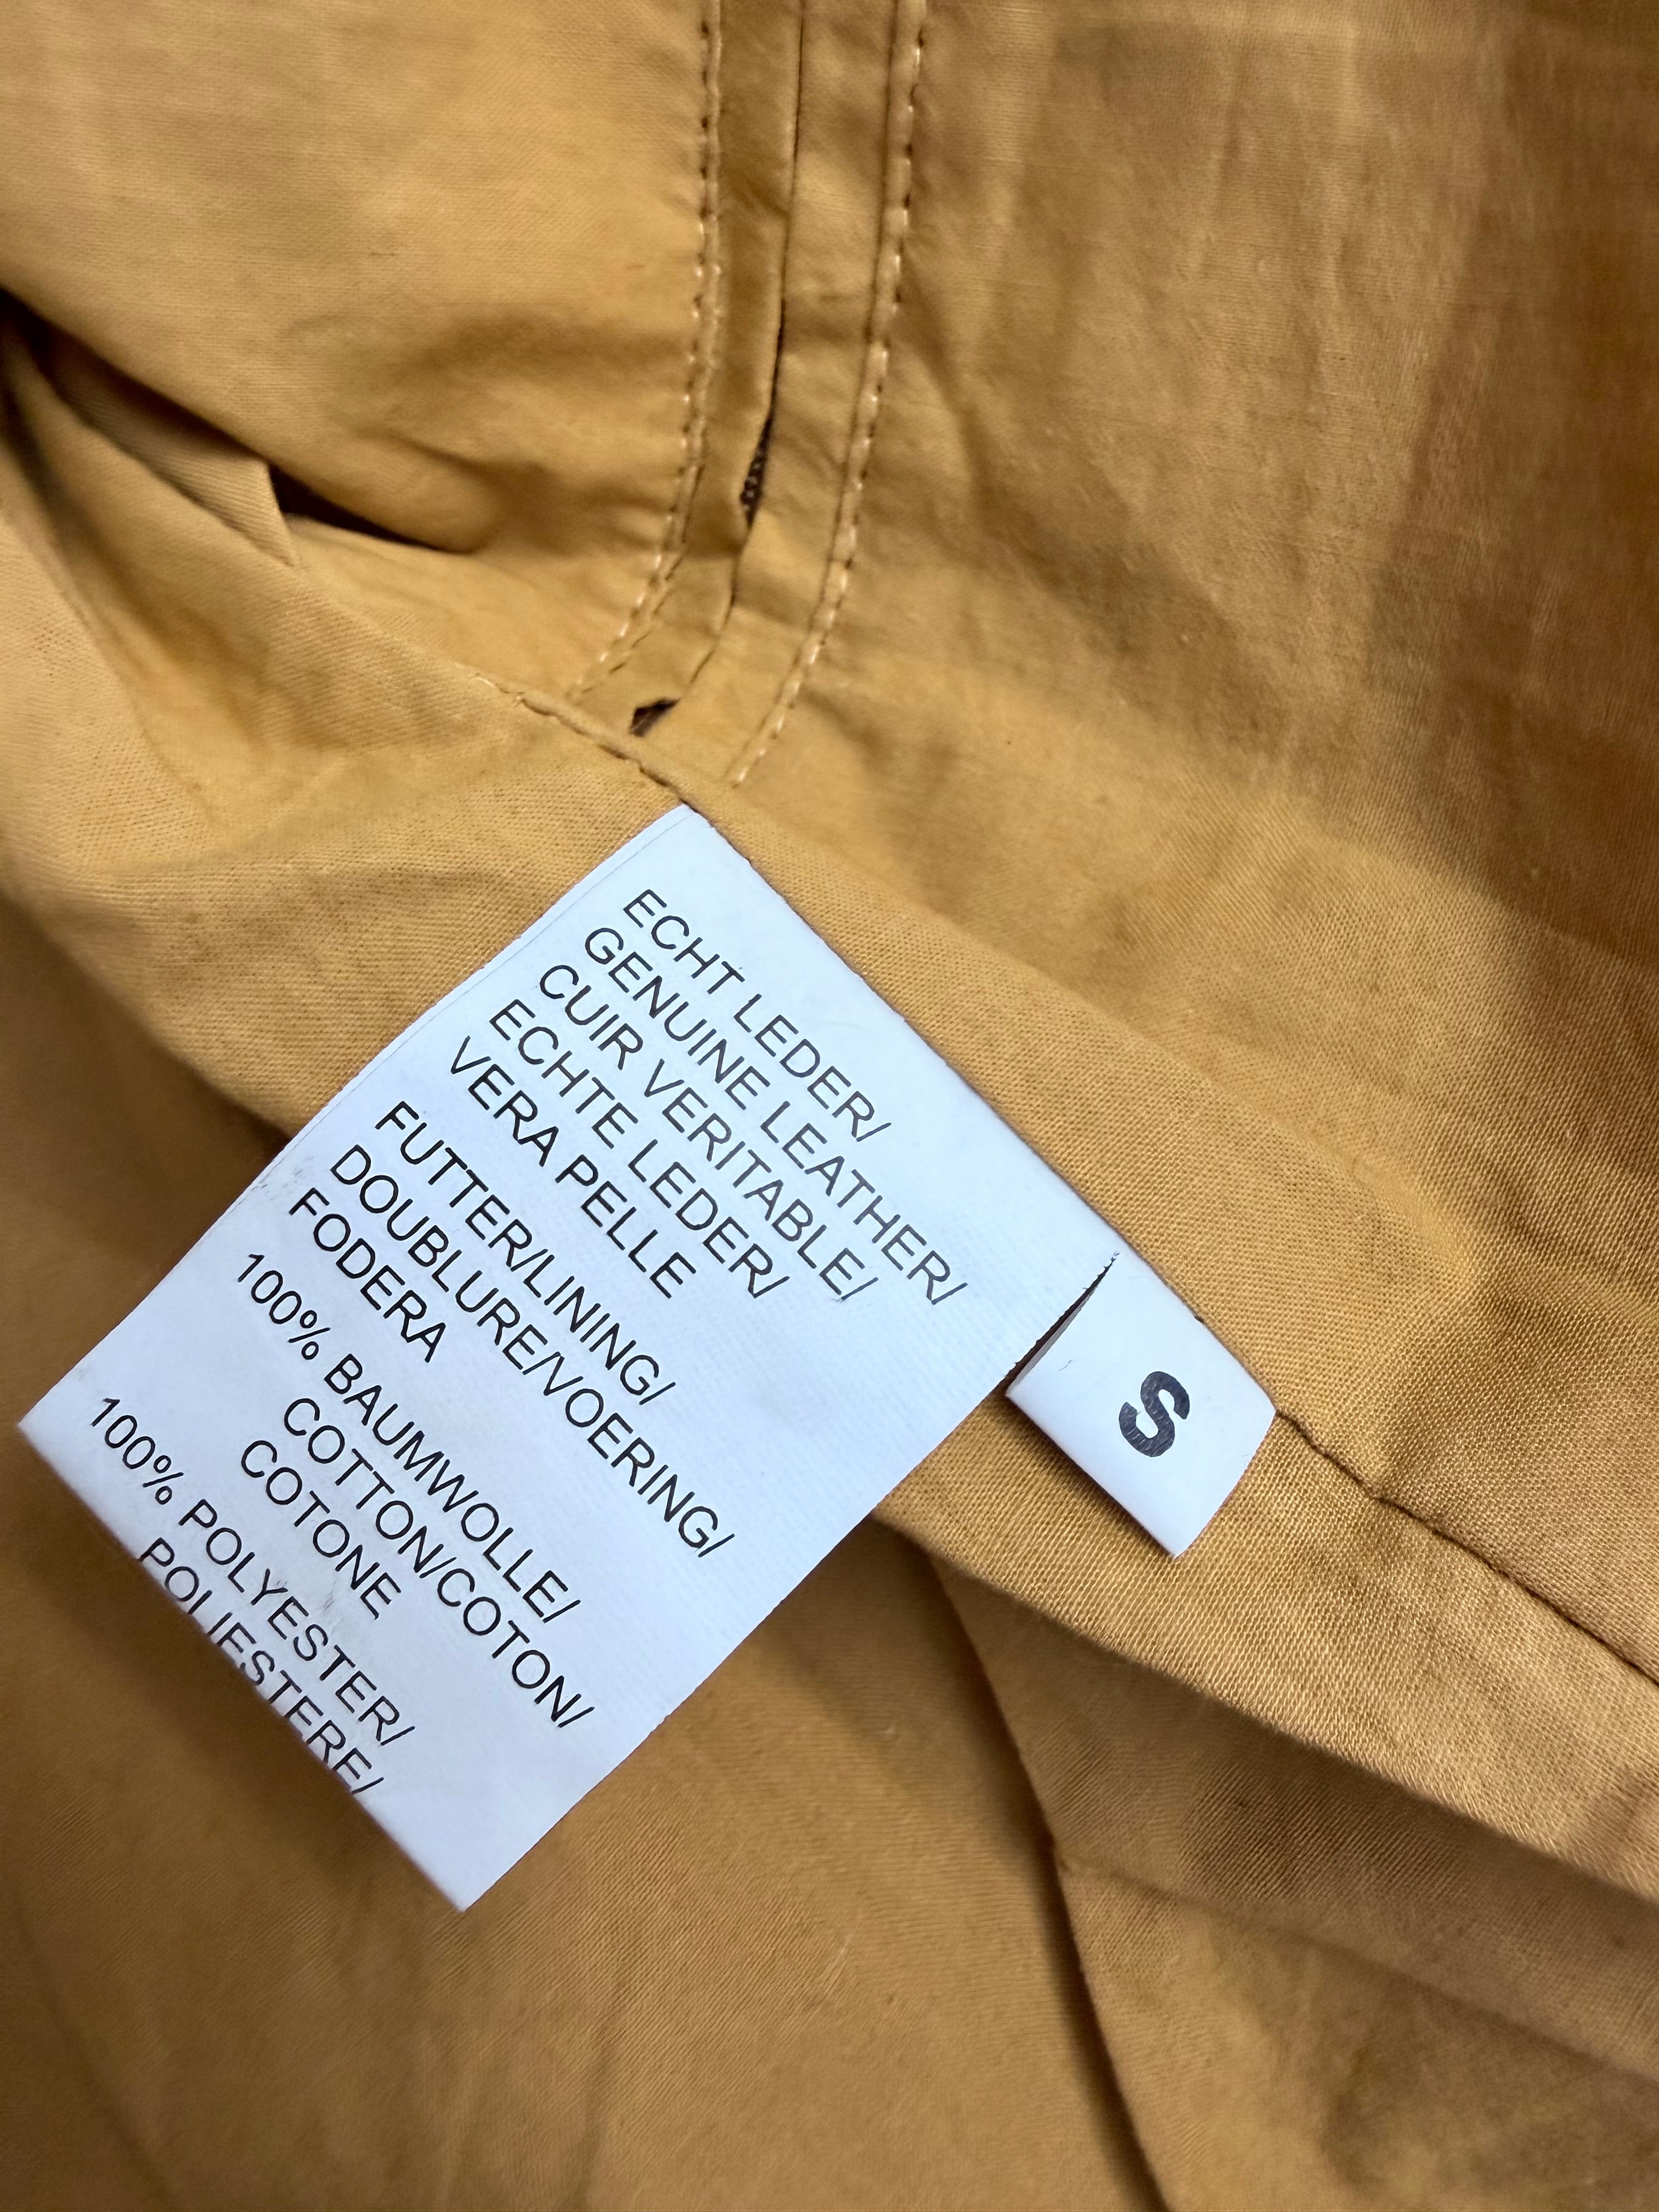 ECHT LEDER/
GENUINE LEATHER/
CUIR VERITABLE/
ECHTE LEDER/
VERA PELLE
FUTTER/LINING/
DOUBLURE/VOERING/
FODERA
100% BAUMWOLLE/
COTTON/COTON/
COTONE
100% POLYESTER/
POLIESTERE/
S